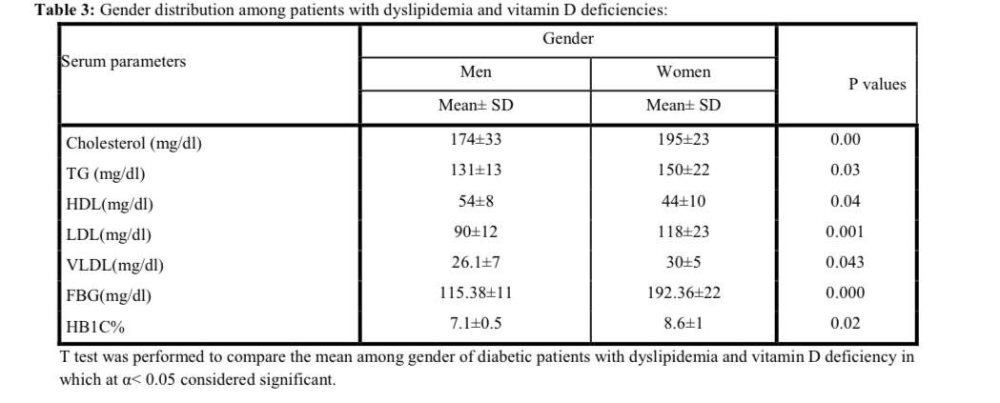 Table 3: Gender distribution among patients with dyslipidemia and vitamin D deficiencies:
Serum parameters Gender P values
Men Women
Mean± SD Mean± SD
Cholesterol (mg/dl) 174±33 195±23 0.00
TG (mg/dl) 131±13 150±22 0.03
HDL(mg/dl) 54±8 44±10 0.04
LDL(mg/dl) 90±12 118±23 0.001
VLDL(mg/dl) 26.1±7 30±5 0.043
FBG(mg/dl) 115.38±11 192.36±22 0.000
HB1C% 7.1±0.5 8.6±1 0.02
T test was performed to compare the mean among gender of diabetic patients with dyslipidemia and vitamin D deficiency in
which at α< 0.05 considered significant.